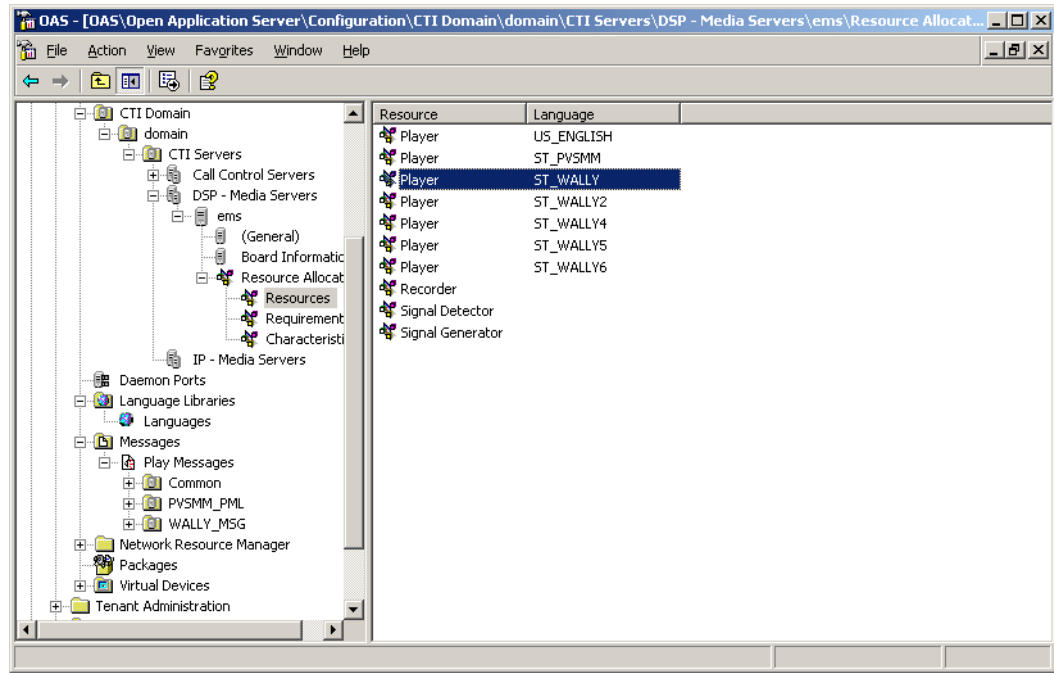 OAS - [OAS\Open Application Server\Configuration\CTI Domain\domain\CTI Servers\DSP - Media Servers\ems\Resource Allocat...
File Action View Favorites Window Help
CTI Domain
domain
CTI Servers
Call Control Servers
DSP - Media Servers
ems
(General)
Board Informatic
Resource Allocat
Resources
Requirement
Characteristi
IP - Media Servers
Daemon Ports
Language Libraries
Languages
Messages
Play Messages
Common
PVSMM_PML
WALLY_MSG
Network Resource Manager
Packages
Virtual Devices
Tenant Administration
Resource Language
Player US_ENGLISH
Player ST_PVSMM
Player ST_WALLY
Player ST_WALLY2
Player ST_WALLY4
Player ST_WALLY5
Player ST_WALLY6
Recorder
Signal Detector
Signal Generator